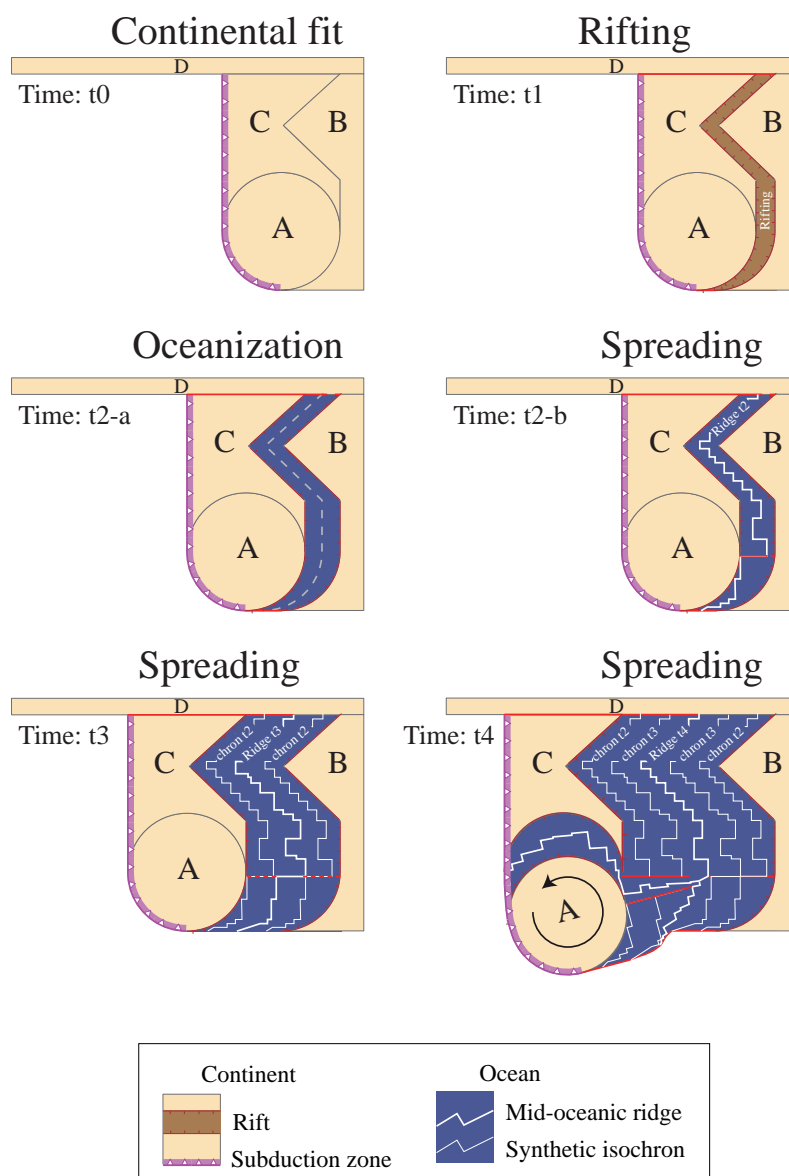 Continental fit
Rifting
D
Time: t0
C
B
A
D
Time: t1
C
B
A
Rifting
Oceanization
Spreading
D
Time: t2-a
C
B
A
D
Time: t2-b
Ridge t2
C
B
A
Spreading
Spreading
D
Time: t3
chron t2
Ridge t3
chron t2
C
B
A
D
Time: t4
chron t2
chron t3
Ridge t4
chron t3
chron t2
C
B
A
Continent
Ocean
Rift
Mid-oceanic ridge
Subduction zone
Synthetic isochron